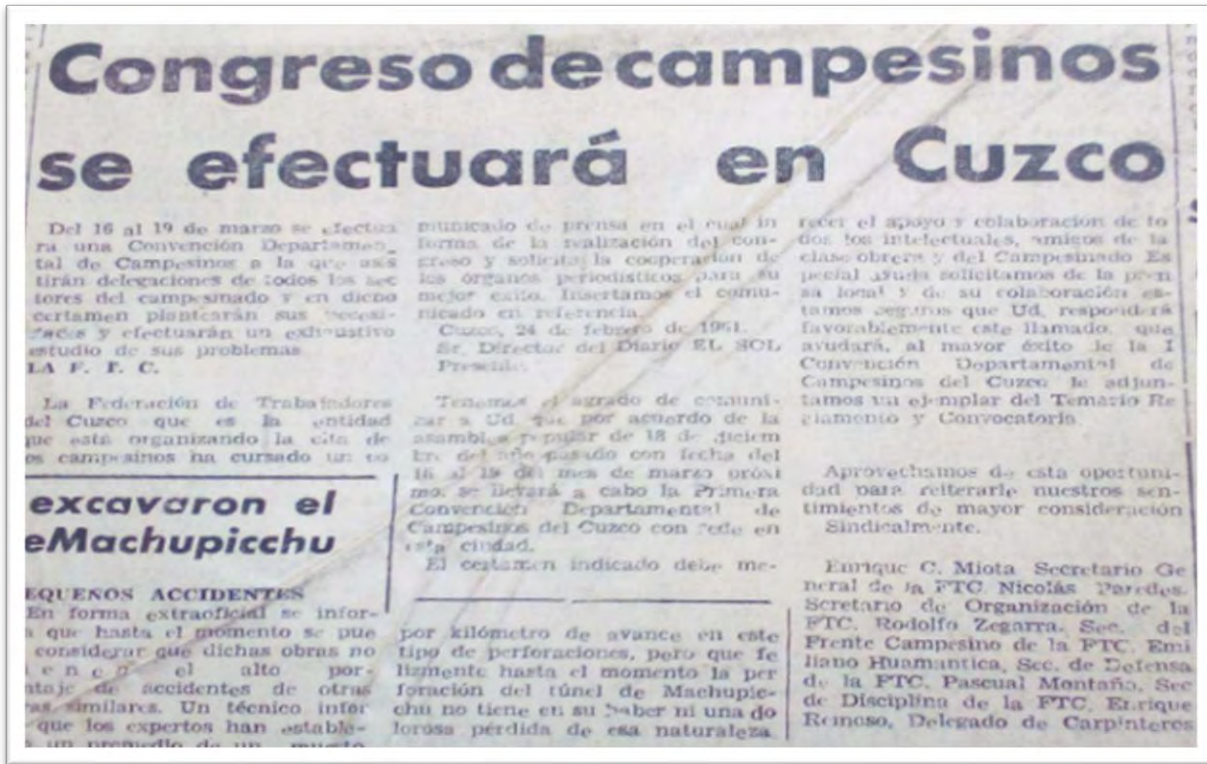 Congreso de campesinos
se efectuará en Cuzco
Del 16 al 19 de marzo se efectua
ra una Convención Departamen_
tal de Campesinos a la que asis
tirán delegaciones de todos los sec
tores del campesinado y en dicho
certamen plantearán sus
y efectuarán un exhaustivo
estudio de sus problemas
LA F. T. C.
La Federación de Trabajadores
del Cuzco que es la entidad
que está organizando la cita de
os campesinos ha cursado un co
municado de prensa en el cual in
forma de la realización del con-
greso y solicita la cooperación de
los órganos periodísticos para su
mejor éxito. Insertamos el comu-
nicado en referencia.
Cuzco, 24 de febrero de 1961.
Sr. Director del Diario EL SOL
Presente.
Tenemos el agrado de comuni-
zar a Ud. que por acuerdo de la
asamblea popular de 18 de diciem
bre del año pasado con fecha del
16 al 19 del mes de marzo próxi
mo, se llevará a cabo la Primera
Convención Departamental de
Campesinos del Cuzco con sede en
esta ciudad.
El certamen indicado debe me-
recer el apoyo y colaboración de to
dos los intelectuales, amigos de la
clase obrera y del Campesinado Es
pecial ayuda solicitamos de la pren
sa local y de su colaboración es-
tamos seguros que Ud. responderá
favorablemente este llamado, que
ayudará, al mayor éxito de la I
Convención Departamental de
Campesinos del Cuzco le adjun-
tamos un ejemplar del Temario Re
glamento y Convocatoria.
Aprovechamos de esta oportuni-
dad para reiterarle nuestros sen-
timientos de mayor consideración
Sindicalmente.
Enrique C. Miota Secretario Ge
neral de la FTC. Nicolás Paredes.
Scretario de Organización de la
FTC. Rodolfo Zegarra. Sec. del
Frente Campesino de la FTC. Emi
liano Huamantica, Sec. de Defensa
de la FTC. Pascual Montaño, Sec
de Disciplina de la FTC. Enrique
Reinoso, Delegado de Carpinteros
excavaron el
eMachupicchu
EQUEÑOS ACCIDENTES
En forma extraoficial se infor-
a que hasta el momento se pue
considerar que dichas obras no
enen el alto por-
ntaje de accidentes de otras
ras similares. Un técnico infor
que los expertos han estable-
un promedio de un muerto
por kilómetro de avance en este
tipo de perforaciones, pero que fe
lizmente hasta el momento la per
foración del túnel de Machupic-
chu no tiene en su haber ni una do
lorosa pérdida de esa naturaleza